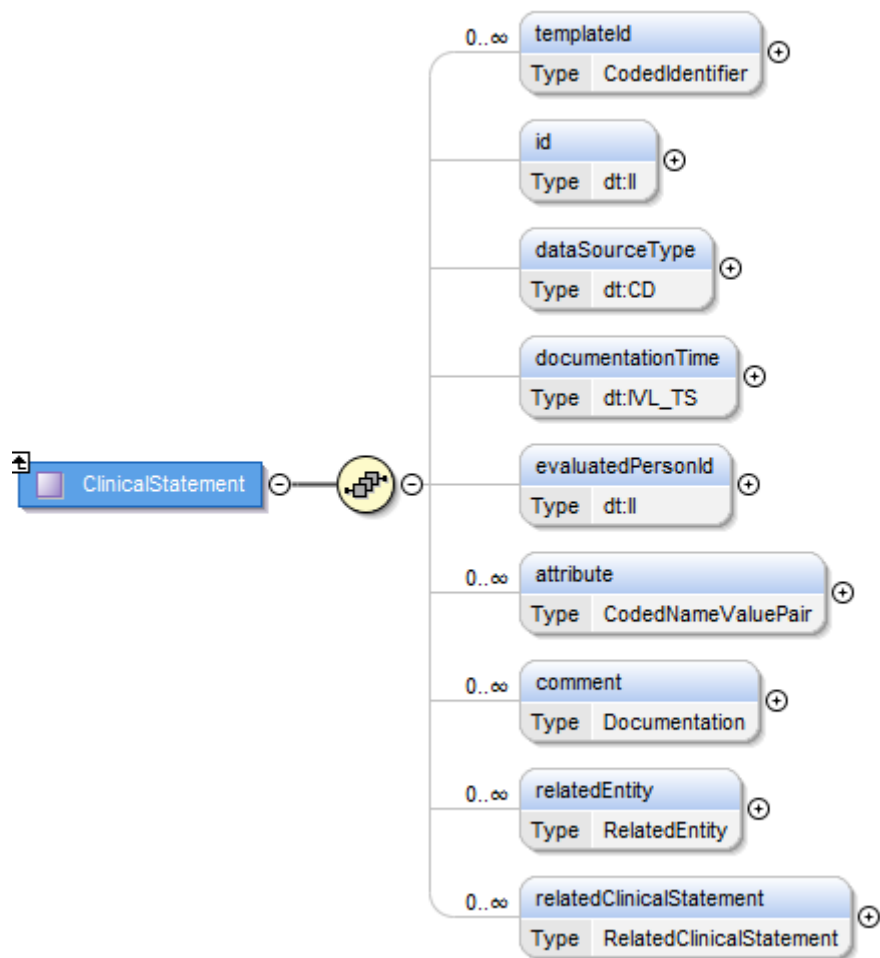 0..∞ templateId
Type CodedIdentifier
id
Type dt:II
dataSourceType
Type dt:CD
documentationTime
Type dt:IVL_TS
ClinicalStatement
evaluatedPersonId
Type dt:II
0..∞ attribute
Type CodedNameValuePair
0..∞ comment
Type Documentation
0..∞ relatedEntity
Type RelatedEntity
0..∞ relatedClinicalStatement
Type RelatedClinicalStatement